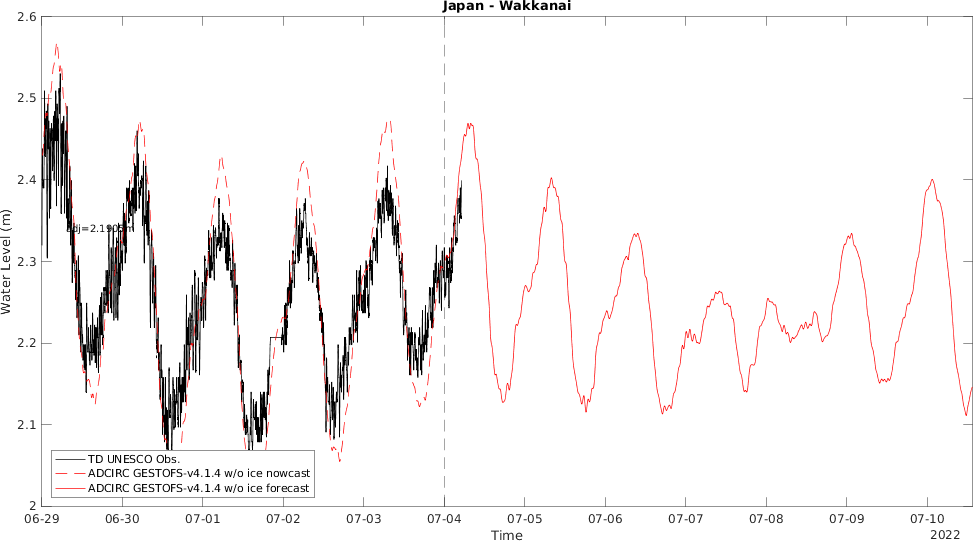 Japan - Wakkanai
Water Level (m)
2.6
2.5
2.4
2.3
2.2
2.1
2
TD UNESCO Obs.
ADCIRC GESTOFS-v4.1.4 w/o ice nowcast
ADCIRC GESTOFS-v4.1.4 w/o ice forecast
06-29 06-30 07-01 07-02 07-03 07-04 07-05 07-06 07-07 07-08 07-09 07-10
Time
2022